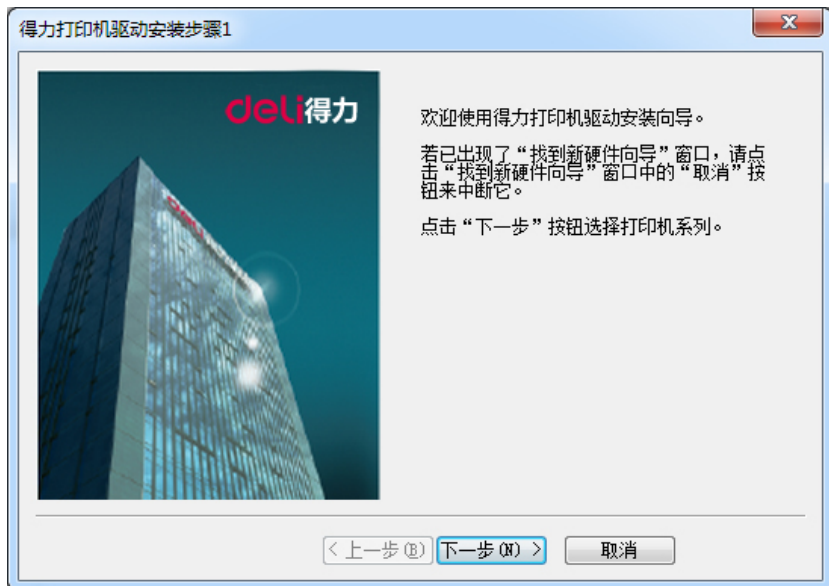 得力打印机驱动安装步骤1
deli得力
deli
欢迎使用得力打印机驱动安装向导。
若已出现了“找到新硬件向导”窗口，请点
击“找到新硬件向导”窗口中的“取消”按
钮来中断它。
点击“下一步”按钮选择打印机系列。
< 上一步(B)
下一步(N) >
取消